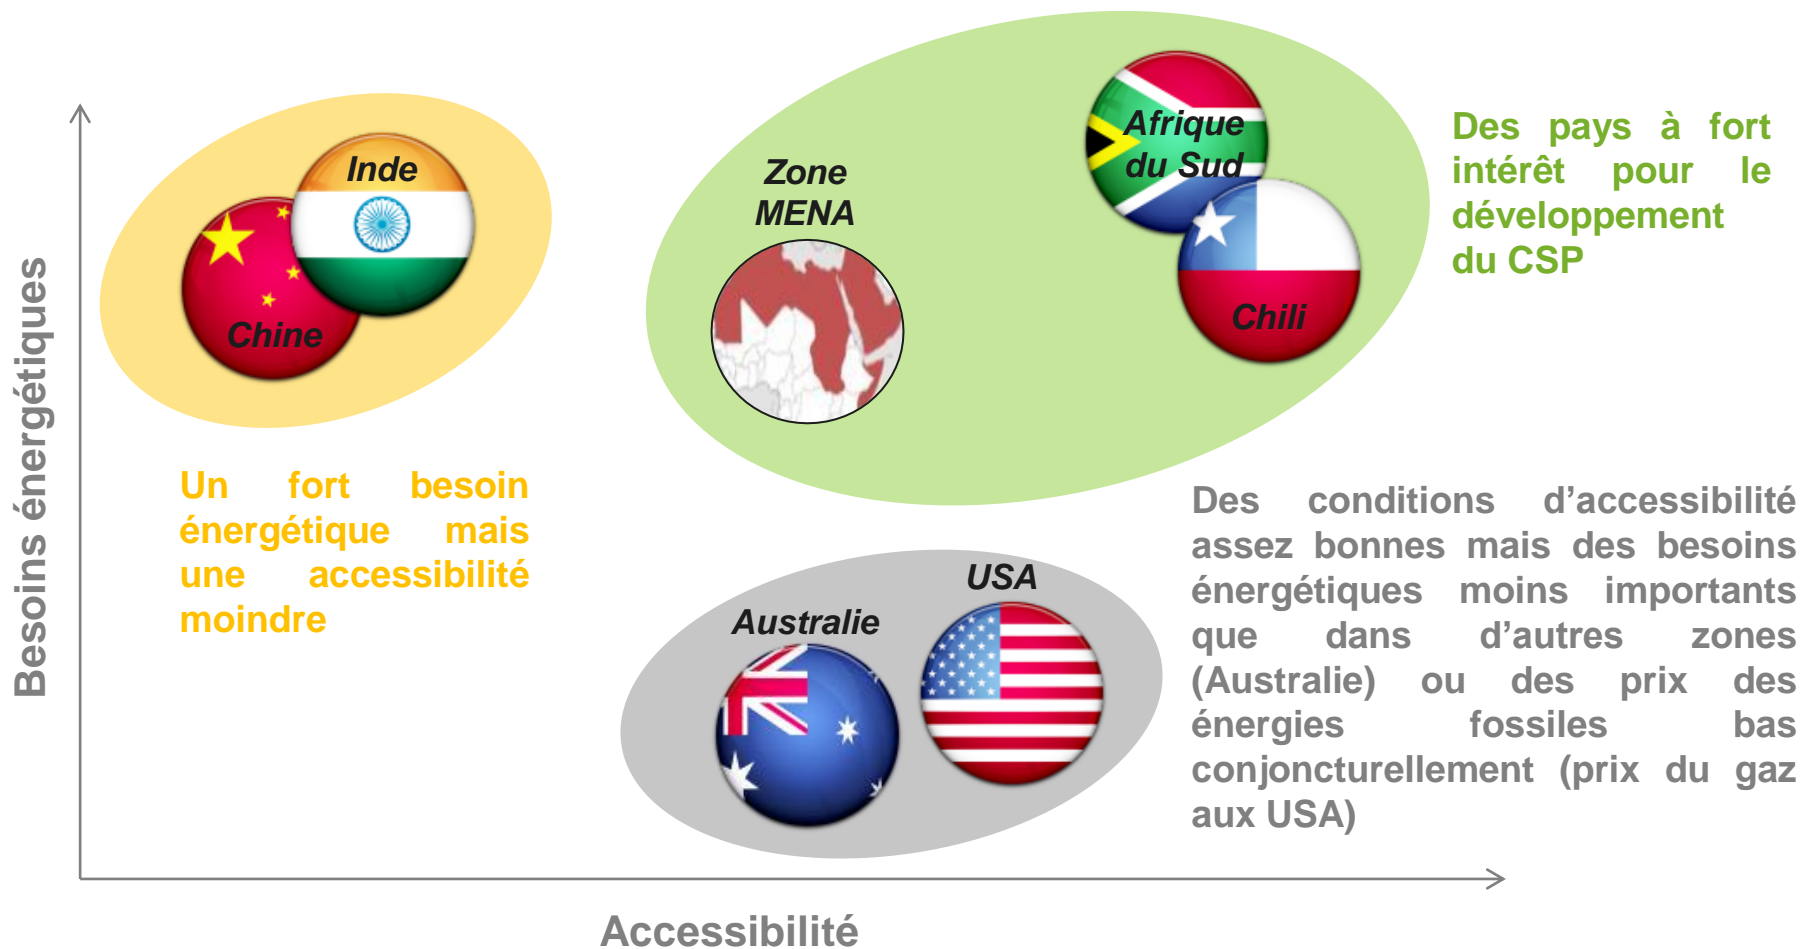 Besoins énergétiques
Inde
Chine
Un fort besoin
énergétique mais
une accessibilité
moindre
Zone
MENA
Afrique
du Sud
Chili
Des pays à fort
intérêt pour le
développement
du CSP
Australie
USA
Des conditions d’accessibilité
assez bonnes mais des besoins
énergétiques moins importants
que dans d’autres zones
(Australie) ou des prix des
énergies fossiles bas
conjoncturellement (prix du gaz
aux USA)
Accessibilité